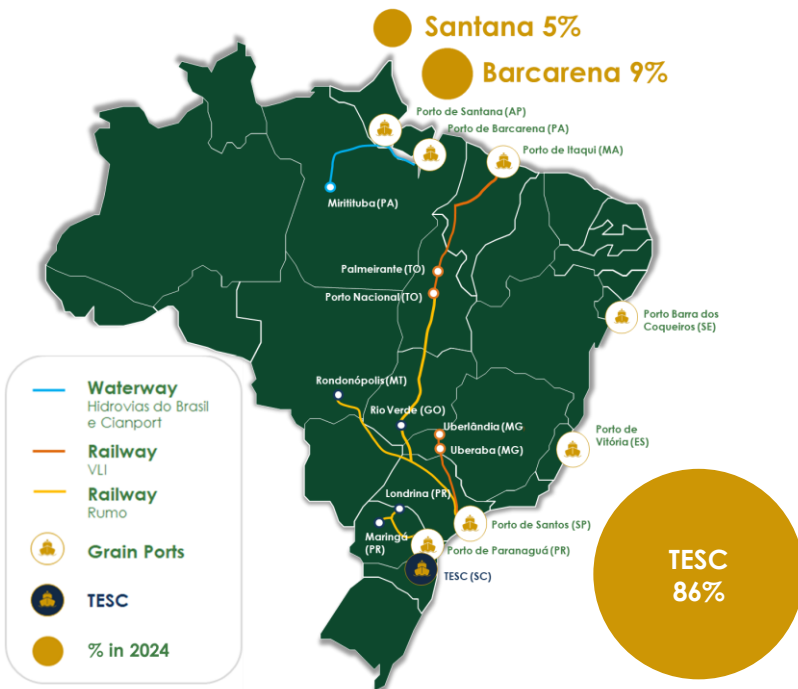 Santana 5%
Barcarena 9%
Porto de Santana (AP)
Porto de Barcarena (PA)
Porto de Itaqui (MA)
Miritituba (PA)
Palmeirante (TO)
Porto Nacional (TO)
Porto Barra dos
Coqueiros (SE)
Rondonópolis (MT)
Rio Verde (GO)
Uberlândia (MG
Uberaba (MG)
Porto de
Vitória (ES)
Londrina (PR)
Maringá
(PR)
Porto de Santos (SP)
Porto de Paranaguá (PR)
TESC (SC)
TESC
86%
Waterway
Hidrovias do Brasil
e Cianport
Railway
VLI
Railway
Rumo
Grain Ports
TESC
% in 2024